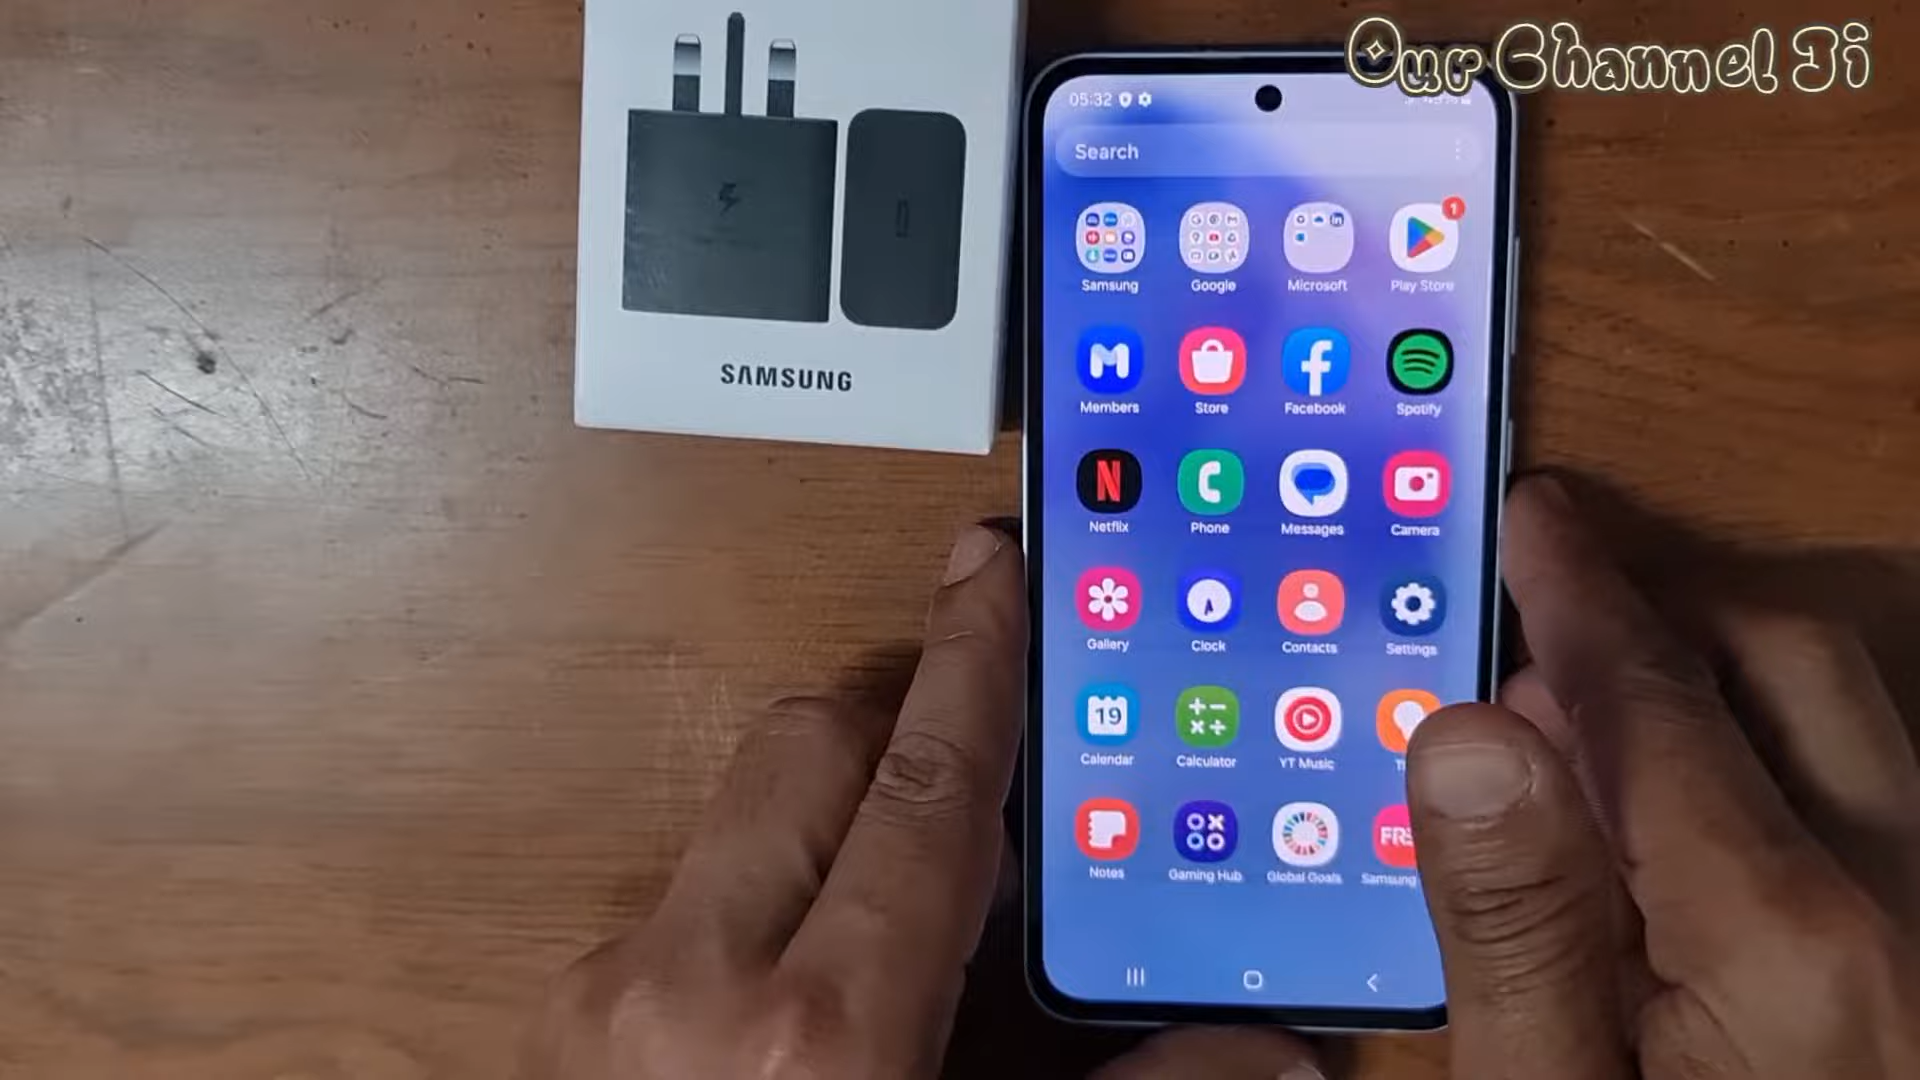 Our Channel Ji
SAMSUNG
05:32
Search
1
Samsung Google Microsoft Play Store
Members Store Facebook Spotify
Netflix Phone Messages Camera
Gallery Clock Contacts Settings
19
Calendar Calculator YT Music
FRE
Notes Gaming Hub Global Goals Samsung